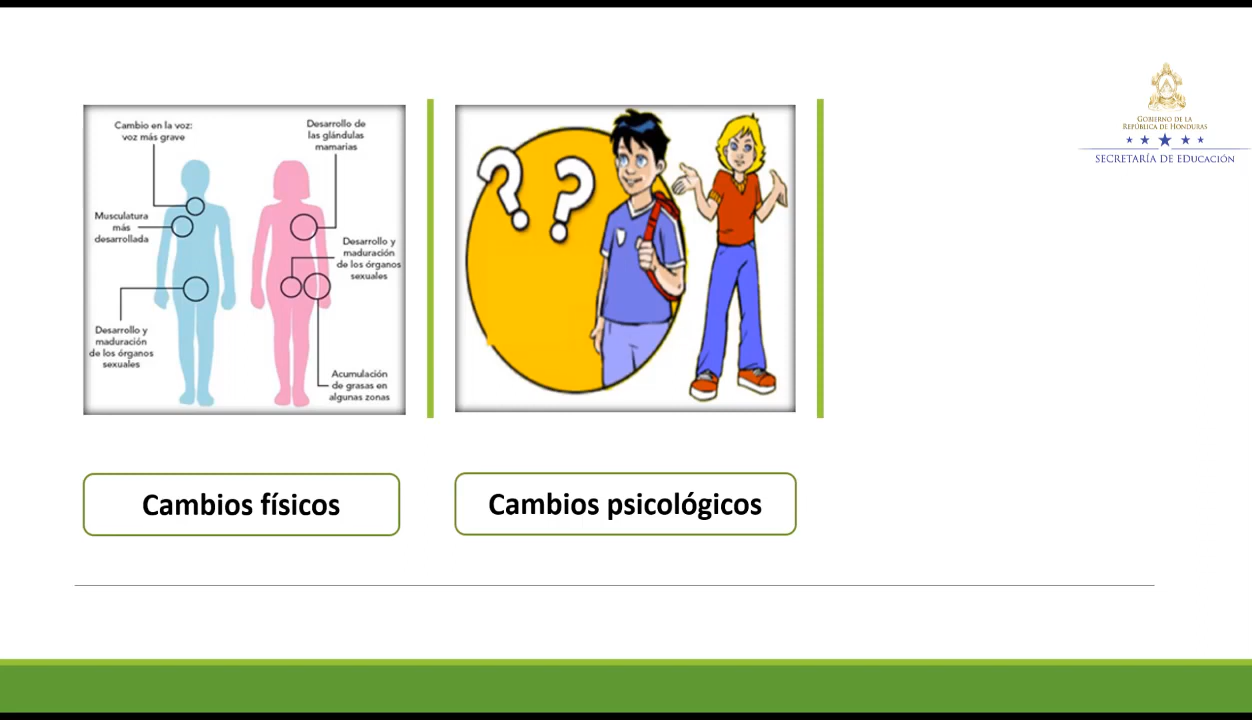 Cambio en la voz:
voz más grave
Desarrollo de
las glándulas
mamarias
Musculatura
más
desarrollada
Desarrollo y
maduración
de los órganos
sexuales
Desarrollo y
maduración
de los órganos
sexuales
Acumulación
de grasas en
algunas zonas
??
GOBIERNO DE LA
REPÚBLICA DE HONDURAS
SECRETARÍA DE EDUCACIÓN
Cambios físicos
Cambios psicológicos